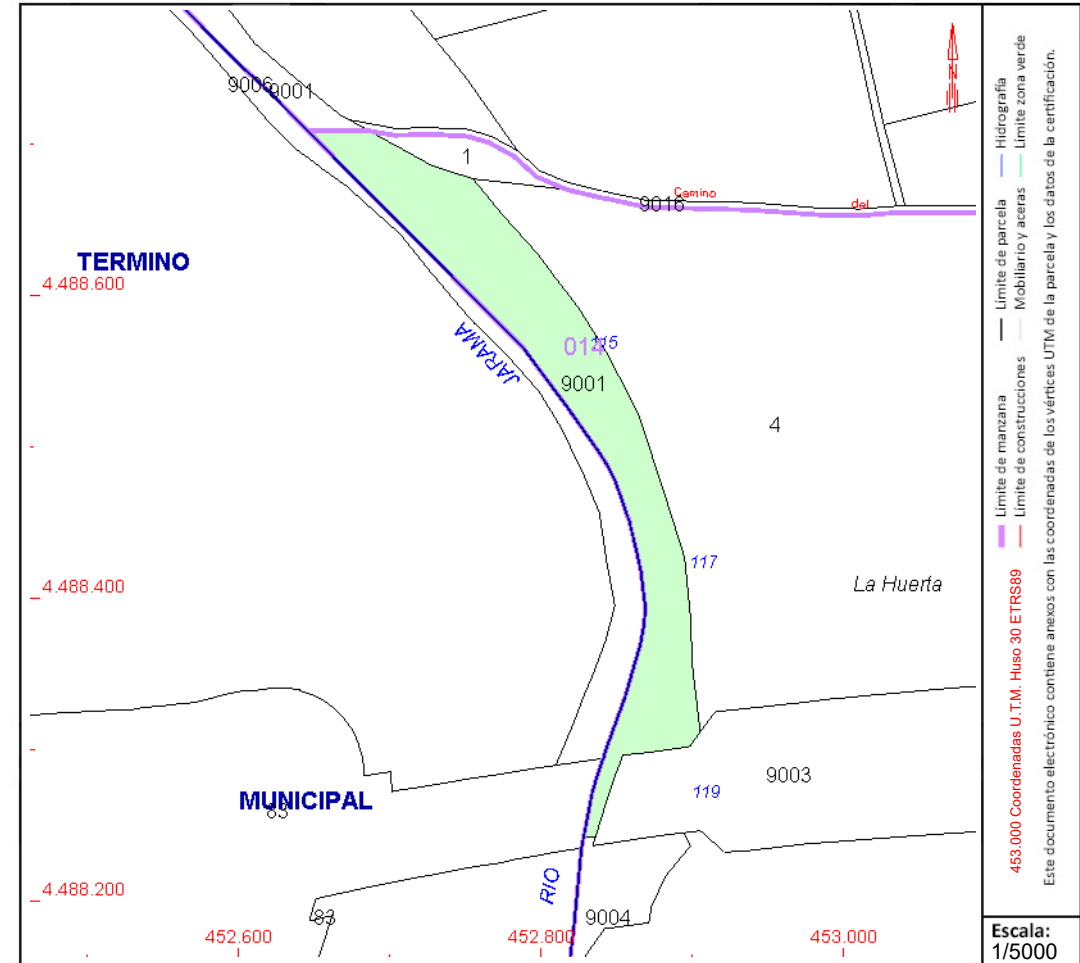 9006
9001
N
1
Camino
del
9016
TERMINO
4.488.600
JARAMA
014
115
9001
4
117
4.488.400
La Huerta
MUNICIPAL
83
119
9003
4.488.200
RIO
83
9004
452.600
452.800
453.000
Límite de manzana
Límite de parcela
Hidrografía
Límite de construcciones
Mobiliario y aceras
Límite zona verde
453.000 Coordenadas U.T.M. Huso 30 ETRS89
Este documento electrónico contiene anexos con las coordenadas de los vértices UTM de la parcela y los datos de la certificación.
Escala:
1/5000